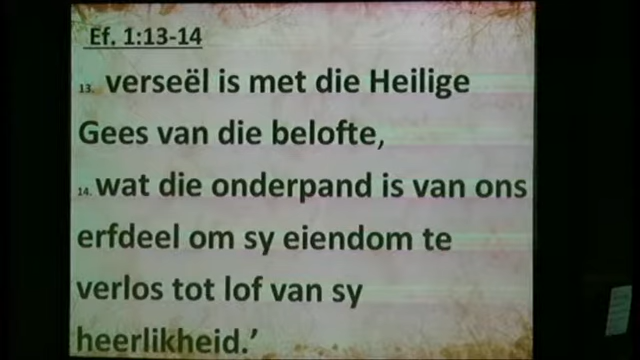 Ef. 1:13-14
13. verseël is met die Heilige
Gees van die belofte,
14. wat die onderpand is van ons
erfdeel om sy eiendom te
verlos tot lof van sy
heerlikheid.’